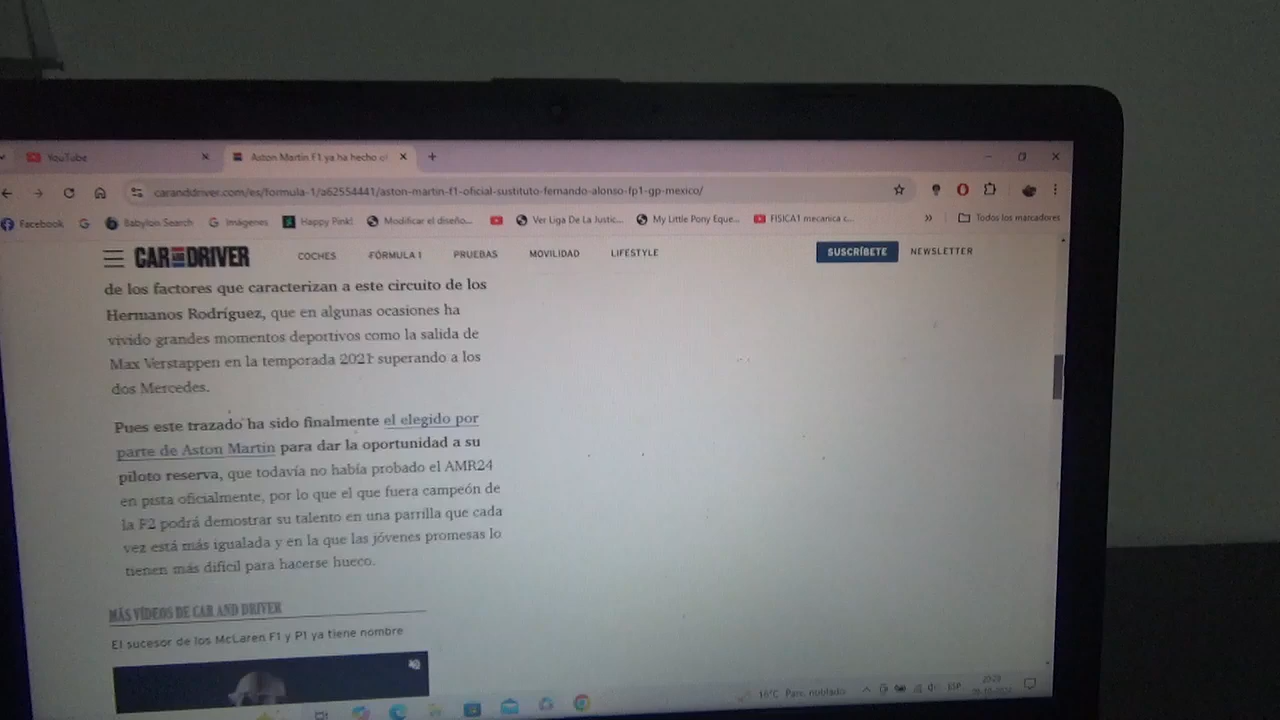 YouTube
Aston Martin F1 ya ha hecho of
caranddriver.com/es/formula-1/a62554441/aston-martin-f1-oficial-sustituto-fernando-alonso-fp1-gp-mexico/
Facebook
Babylon Search
Imágenes
Happy Pink!
Modificar el diseño...
Ver Liga De La Justic...
My Little Pony Eque...
FISICA1 mecanica c...
»
Todos los marcadores
CAR AND DRIVER
COCHES
FÓRMULA 1
PRUEBAS
MOVILIDAD
LIFESTYLE
SUSCRÍBETE
NEWSLETTER
de los factores que caracterizan a este circuito de los
Hermanos Rodríguez, que en algunas ocasiones ha
vivido grandes momentos deportivos como la salida de
Max Verstappen en la temporada 2021 superando a los
dos Mercedes.
Pues este trazado ha sido finalmente el elegido por
parte de Aston Martin para dar la oportunidad a su
piloto reserva, que todavía no había probado el AMR24
en pista oficialmente, por lo que el que fuera campeón de
la F2 podrá demostrar su talento en una parrilla que cada
vez está más igualada y en la que las jóvenes promesas lo
tienen más difícil para hacerse hueco.
MÁS VÍDEOS DE CAR AND DRIVER
El sucesor de los McLaren F1 y P1 ya tiene nombre
16°C Parc. nublado
ESP